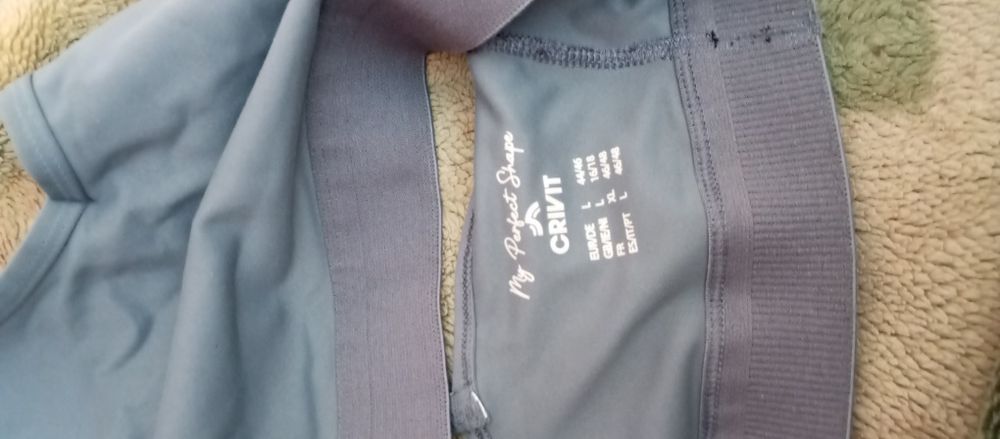 My Perfect Shape
CRIVIT
EUR/DE L 44/46
GB/IE/NI L 16/18
FR XL 46/48
ES/IT/PT L 46/48